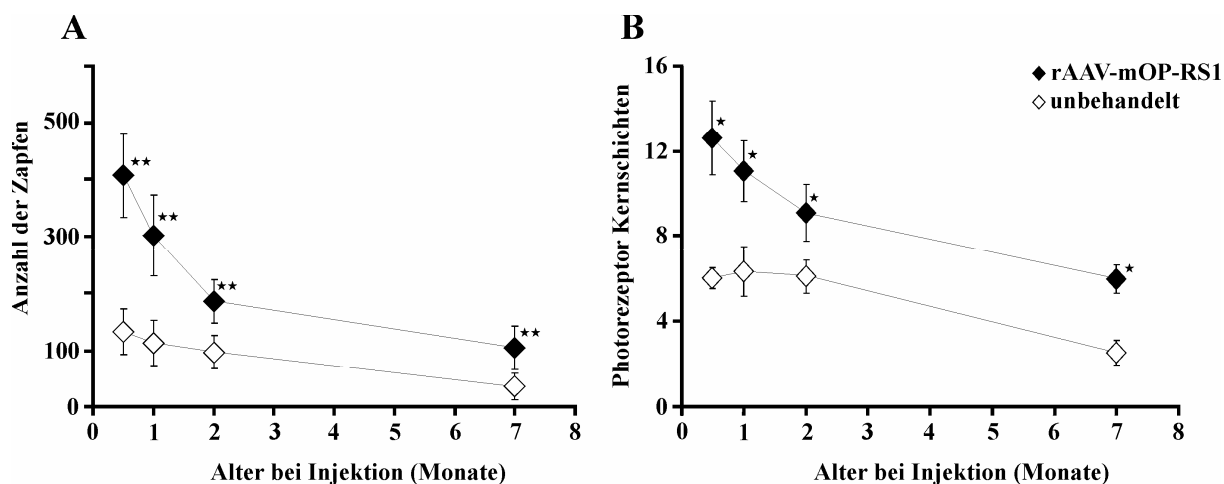 A
Anzahl der Zapfen
500
300
100
0
0 1 2 3 4 5 6 7 8
Alter bei Injektion (Monate)
★★
★★
★★
★★
B
Photorezeptor Kernschichten
16
12
8
4
0
0 1 2 3 4 5 6 7 8
Alter bei Injektion (Monate)
★
★
★
★
rAAV-mOP-RS1
unbehandelt